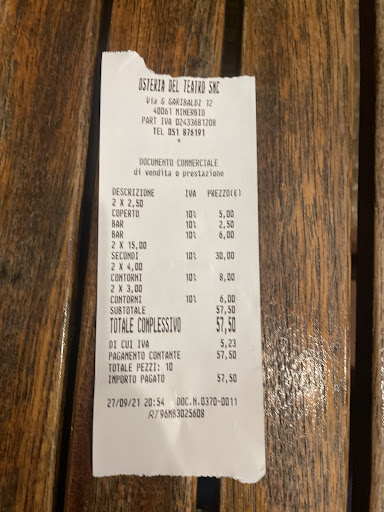 OSTERIA DEL TEATRO SNC
Via G GARIBALDI 12
40061 MINERBIO
PART IVA 02433681208
TEL 051 876191
*
DOCUMENTO COMMERCIALE
di vendita o prestazione
DESCRIZIONE IVA PREZZO(€)
2 X 2,50
COPERTO 10% 5,00
BAR 10% 2,50
BAR 10% 6,00
2 X 15,00
SECONDI 10% 30,00
2 X 4,00
CONTORNI 10% 8,00
2 X 3,00
CONTORNI 10% 6,00
SUBTOTALE 57,50
TOTALE COMPLESSIVO 57,50
DI CUI IVA 5,23
PAGAMENTO CONTANTE 57,50
TOTALE PEZZI: 10
IMPORTO PAGATO 57,50
27/09/21 20:54 DOC.N.0370-0011
RT 96MB3025608